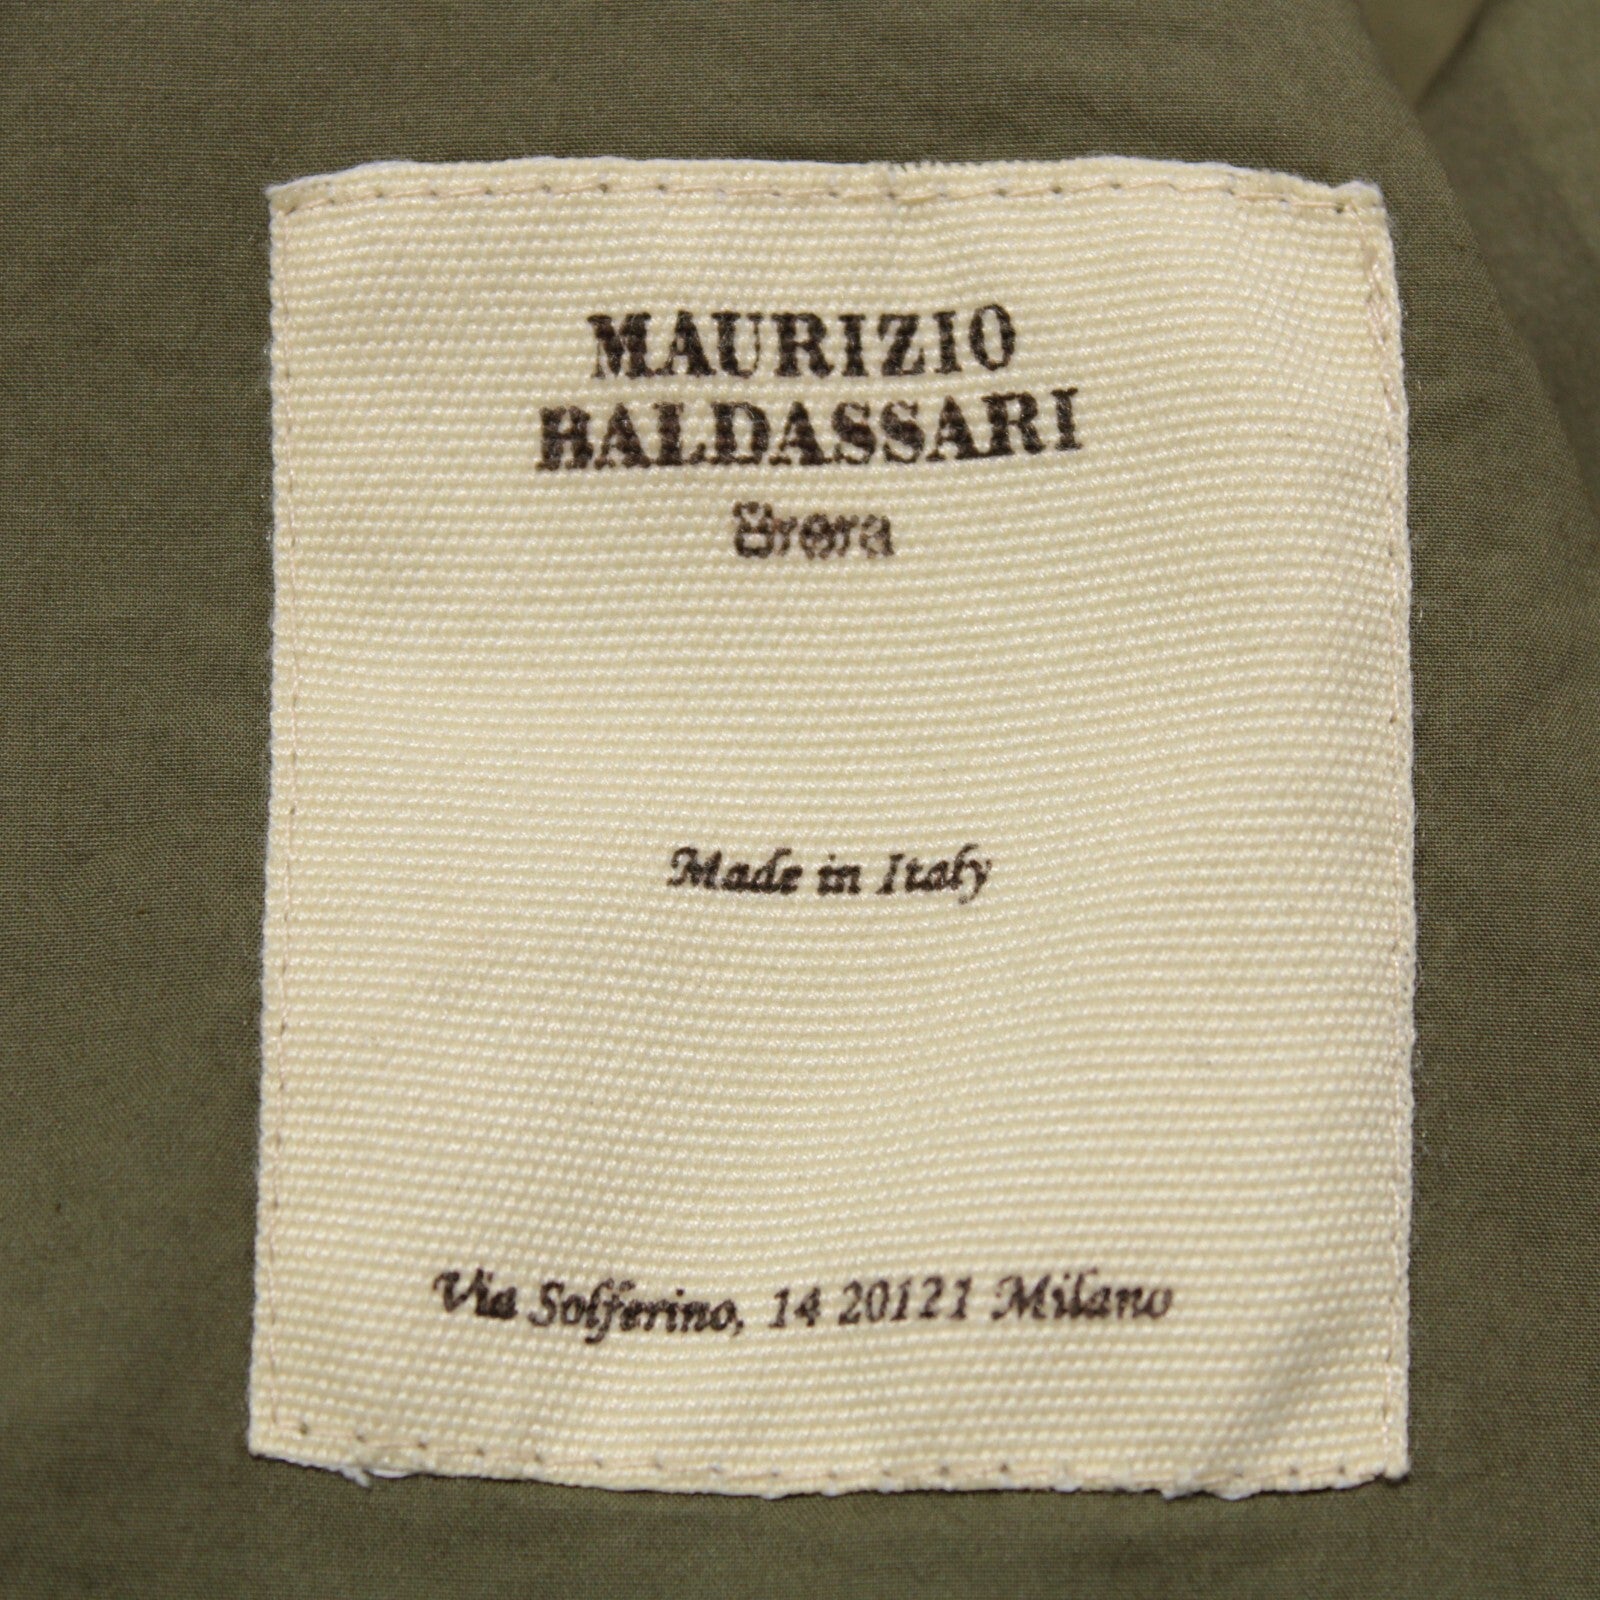 MAURIZIO
BALDASSARI
Brera
Made in Italy
Via Solferino, 14 20121 Milano